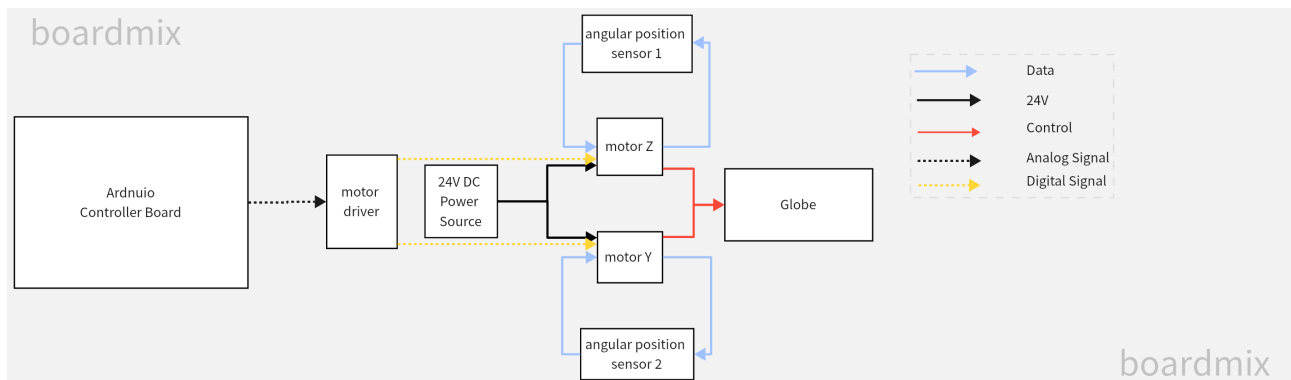 boardmix
angular position
sensor 1
Data
24V
Control
Analog Signal
Digital Signal
motor Z
Ardnuio
Controller Board
motor
driver
24V DC
Power
Source
Globe
motor Y
angular position
sensor 2
boardmix